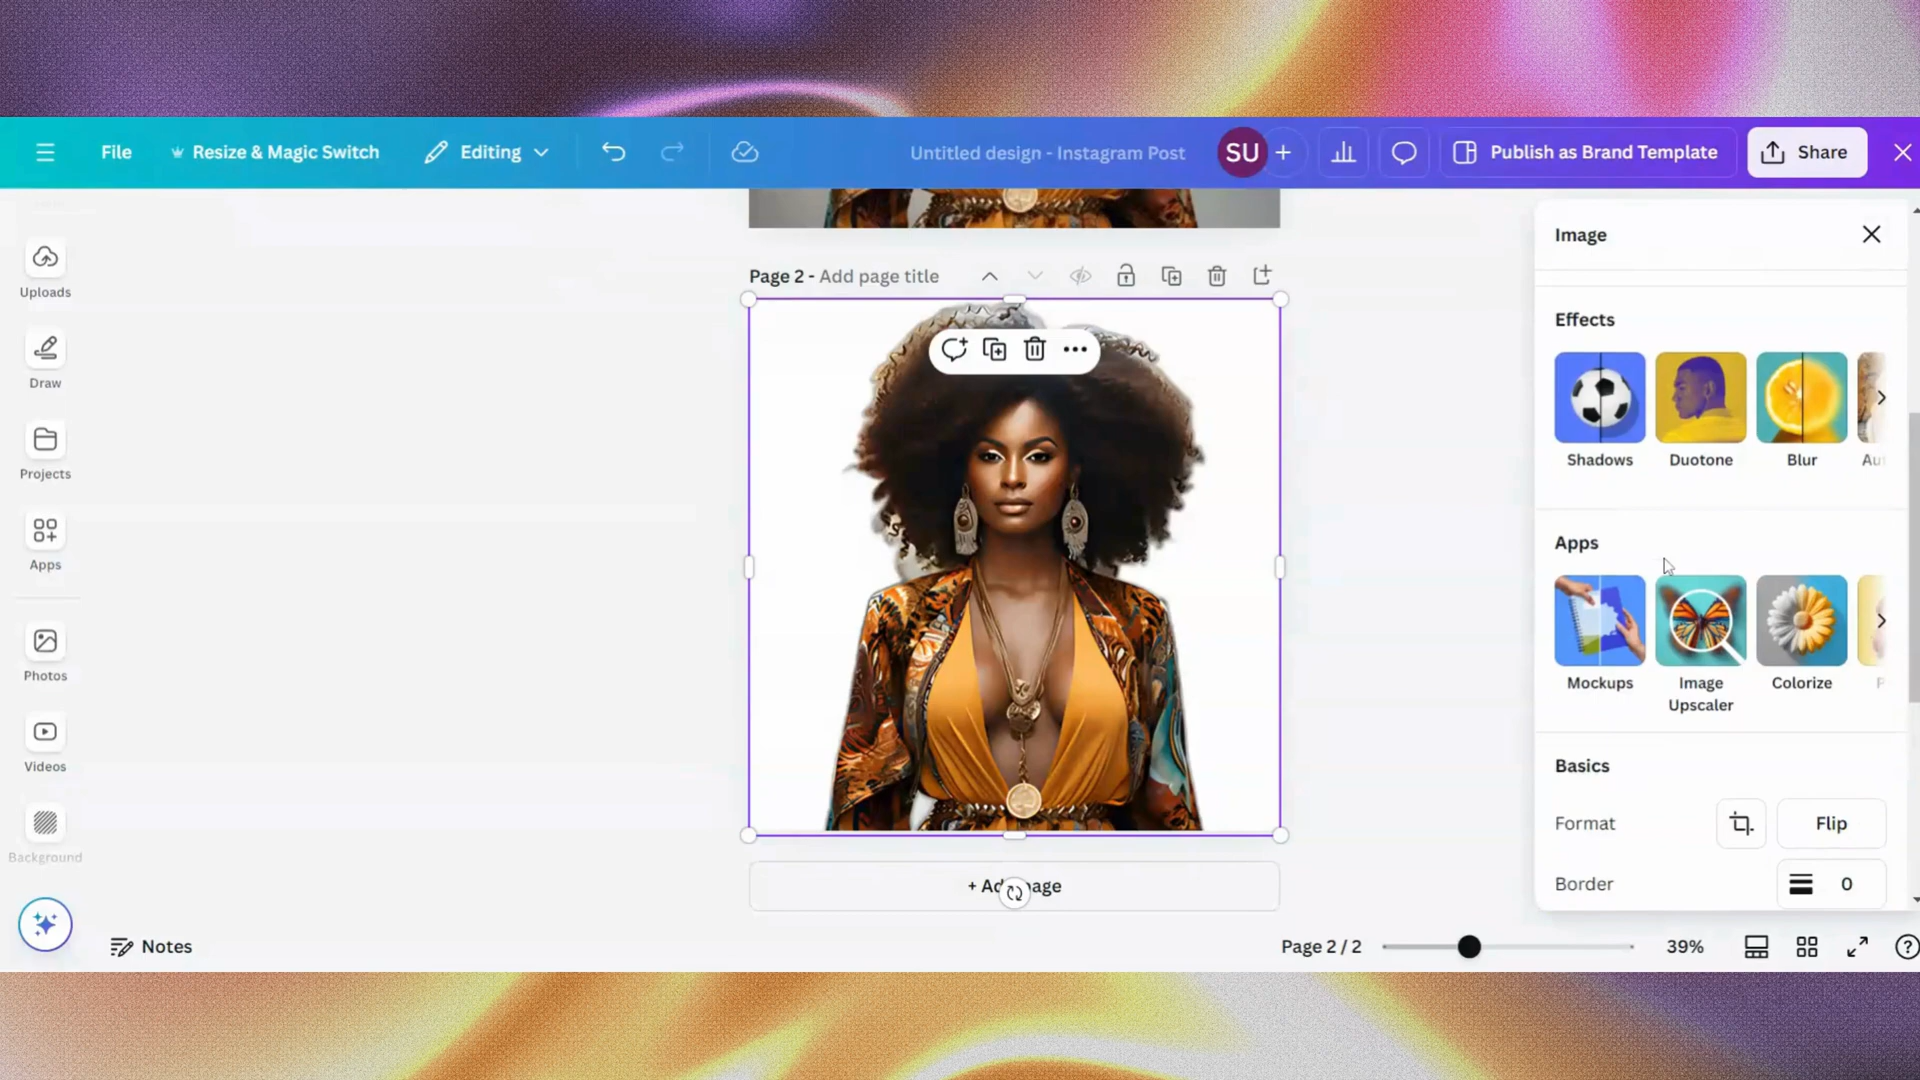 File
Resize & Magic Switch
Editing
Untitled design - Instagram Post
SU
Publish as Brand Template
Share
Uploads
Draw
Projects
Apps
Photos
Videos
Background
Notes
Page 2 - Add page title
Image
Effects
Shadows
Duotone
Blur
Au
Apps
Mockups
Image
Upscaler
Colorize
Basics
Format
Flip
Border
0
Page 2 / 2
39%